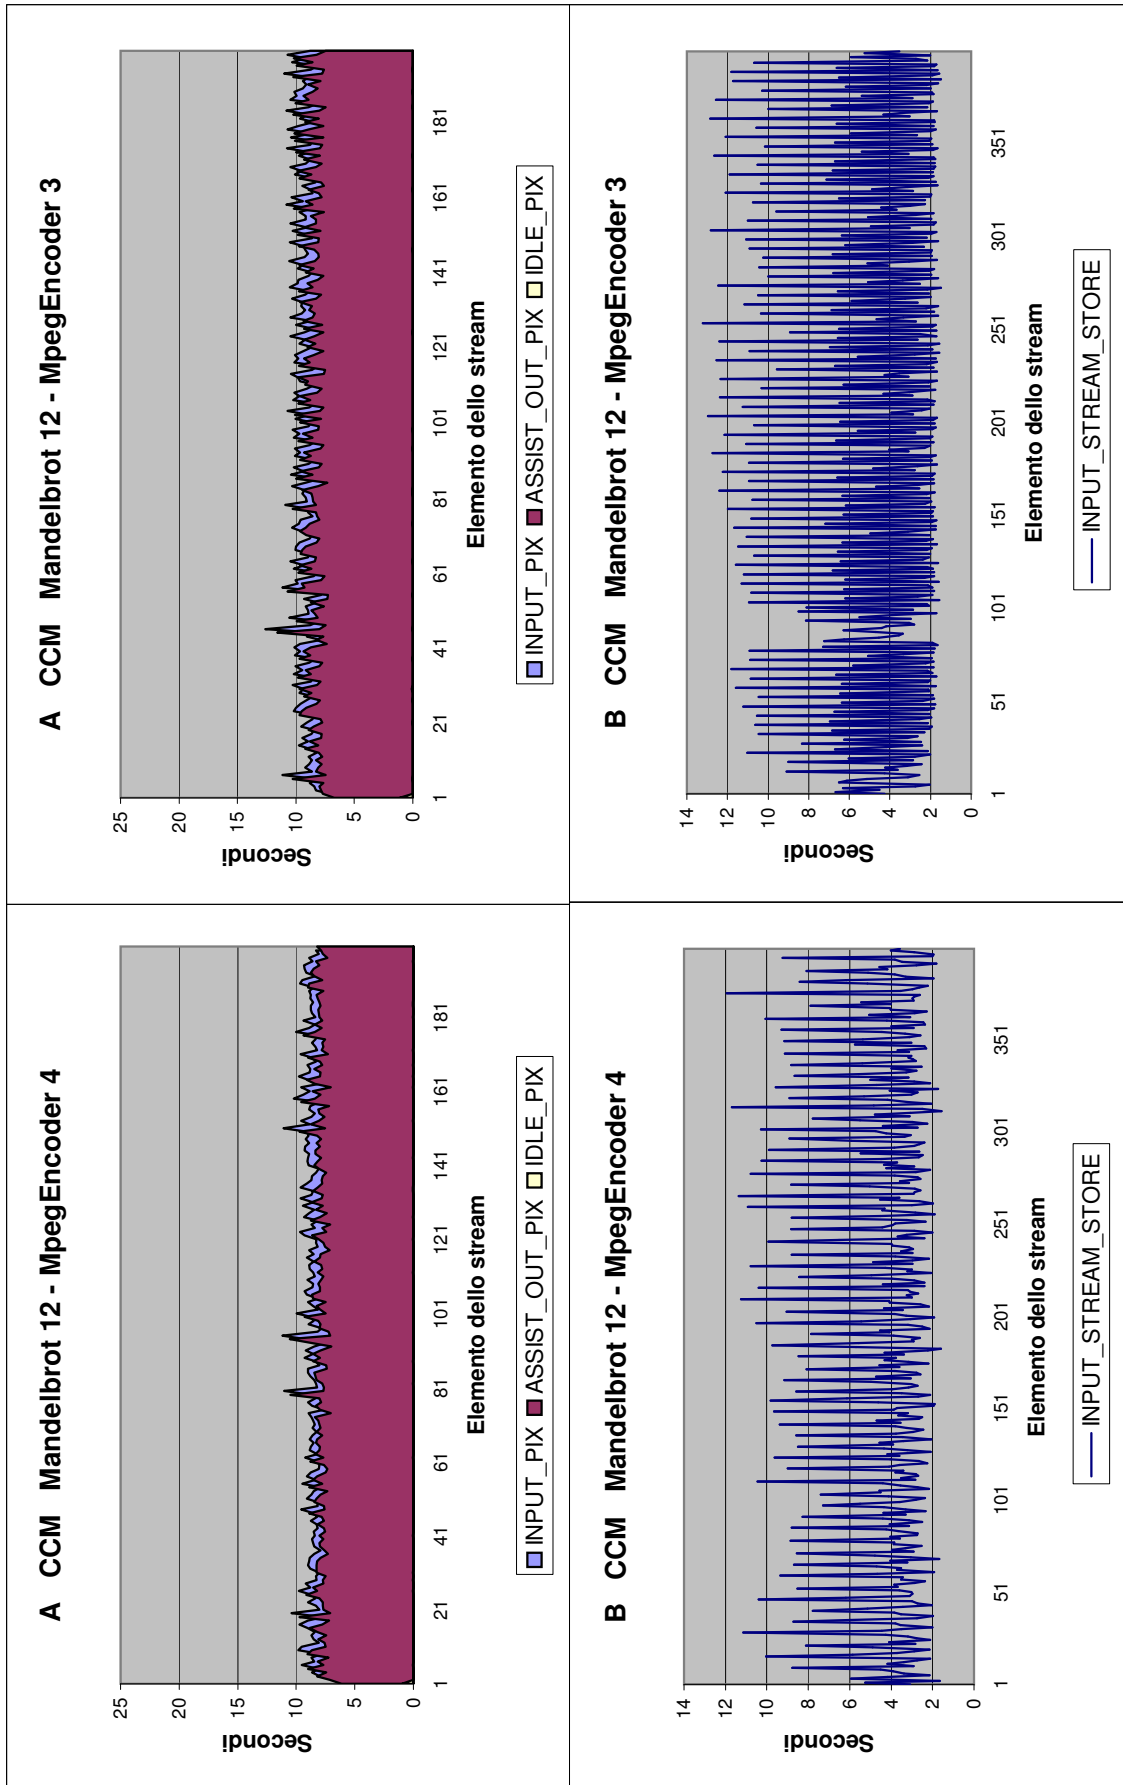 A   CCM   Mandelbrot 12 - MpegEncoder 4
25
20
15
10
5
0
Secondi
1 21 41 61 81 101 121 141 161 181
Elemento dello stream
INPUT_PIX ASSIST_OUT_PIX IDLE_PIX
A   CCM   Mandelbrot 12 - MpegEncoder 3
25
20
15
10
5
0
Secondi
1 21 41 61 81 101 121 141 161 181
Elemento dello stream
INPUT_PIX ASSIST_OUT_PIX IDLE_PIX
B   CCM   Mandelbrot 12 - MpegEncoder 4
14
12
10
8
6
4
2
0
Secondi
1 51 101 151 201 251 301 351
Elemento dello stream
INPUT_STREAM_STORE
B   CCM   Mandelbrot 12 - MpegEncoder 3
14
12
10
8
6
4
2
0
Secondi
1 51 101 151 201 251 301 351
Elemento dello stream
INPUT_STREAM_STORE